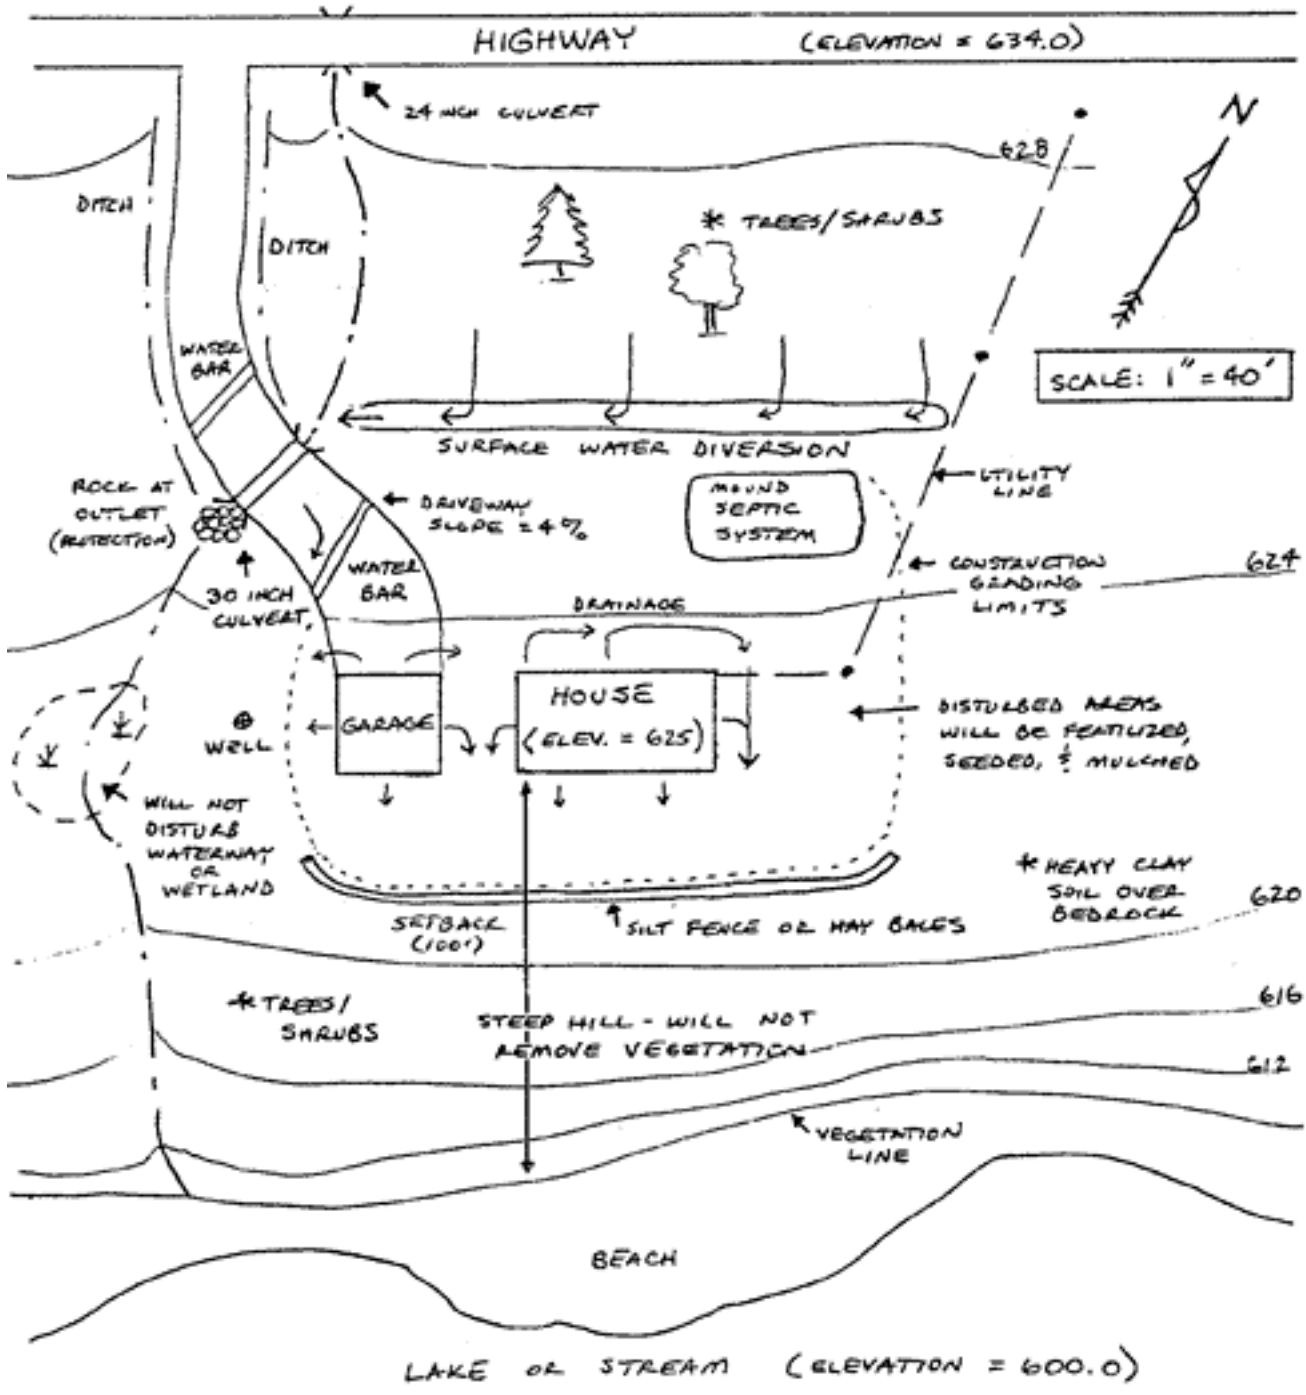 HIGHWAY (ELEVATION = 634.0)
24 INCH CULVERT
N
628
DITCH
* TREES/SHRUBS
DITCH
WATER
BAR
SCALE: 1" = 40'
SURFACE WATER DIVERSION
ROCK AT
OUTLET
(PROTECTION)
DRIVEWAY
SLOPE = 4%
MOUND
SEPTIC
SYSTEM
UTILITY
LINE
WATER
BAR
CONSTRUCTION
GRADING
LIMITS
624
30 INCH
CULVERT
DRAINAGE
HOUSE
(ELEV. = 625)
GARAGE
WELL
DISTURBED AREAS
WILL BE FERTILIZED,
SEEDED, & MULCHED
WILL NOT
DISTURB
WATERWAY
OR
WETLAND
* HEAVY CLAY
SOIL OVER
BEDROCK
620
SETBACK
(100')
SILT FENCE OR HAY BALES
* TREES/
SHRUBS
616
STEEP HILL - WILL NOT
REMOVE VEGETATION
612
VEGETATION
LINE
BEACH
LAKE OR STREAM (ELEVATION = 600.0)